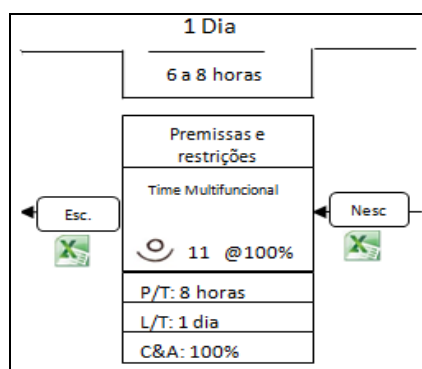 1 Dia
6 a 8 horas
Premissas e
restrições
Time Multifuncional
Esc.
Nesc
11 @100%
P/T: 8 horas
L/T: 1 dia
C&A: 100%